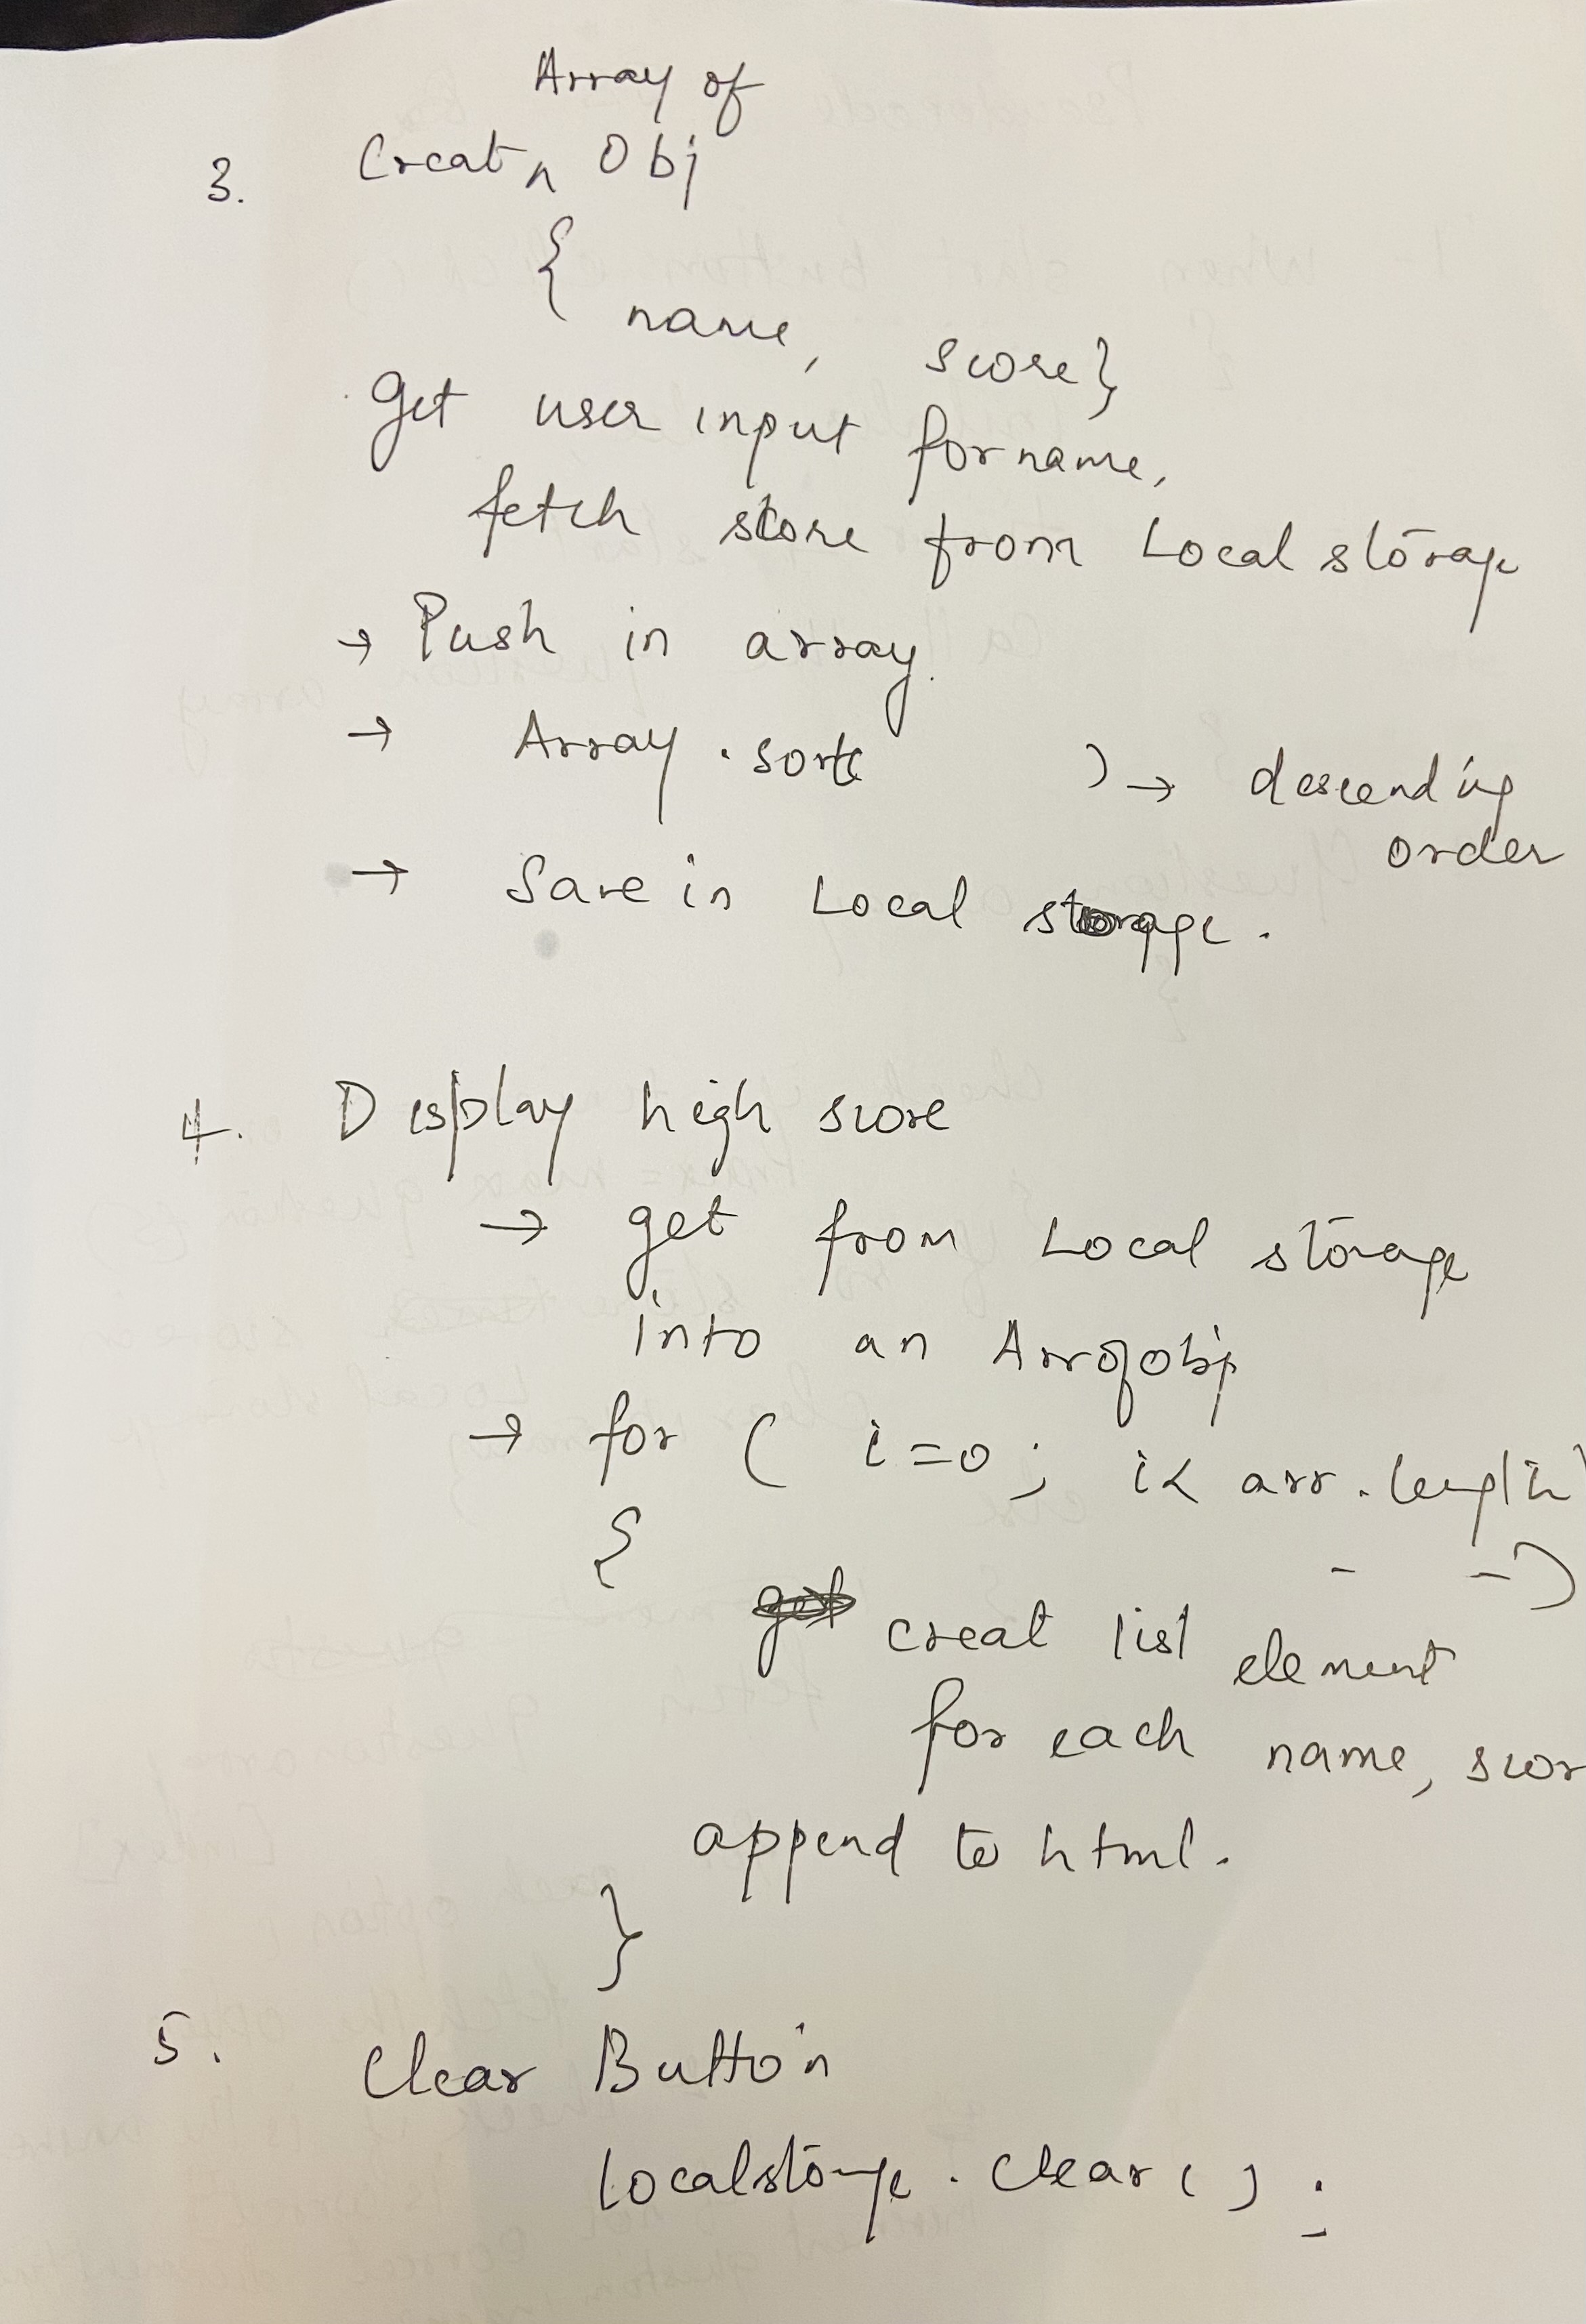 3. Creat ^ Array of Obj
{
name, score}
Get user input for name,
fetch score from Local storage
→ Push in array.
→ Array.sort( ) → descending order
→ Save in Local storage.
4. Display high score
→ get from Local storage
into an Arrofobj
→ for ( i=0; i< arr.length
- -)
{
creat list element
for each name, scor
append to html.
}
5. Clear Button
localstorage.clear();